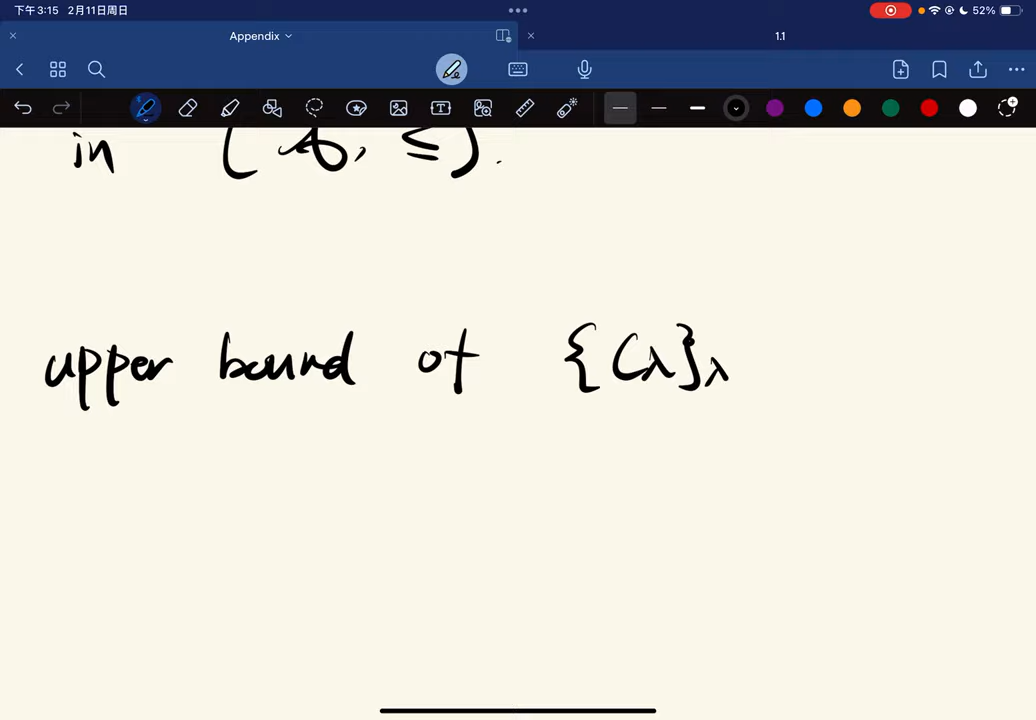 下午3:15 2月11日周日
52%
Appendix
1.1
in (A, ≤).
upper bound of {Cλ}λ